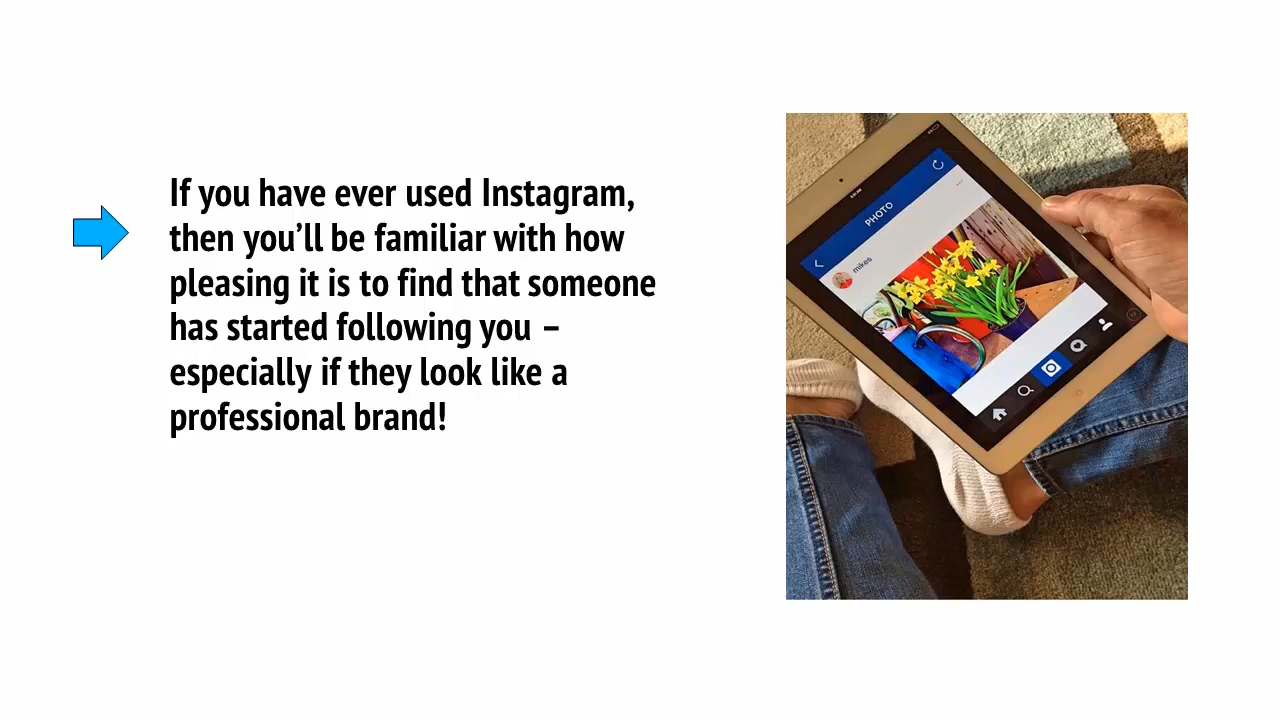 If you have ever used Instagram,
then you’ll be familiar with how
pleasing it is to find that someone
has started following you –
especially if they look like a
professional brand!
PHOTO
mikes